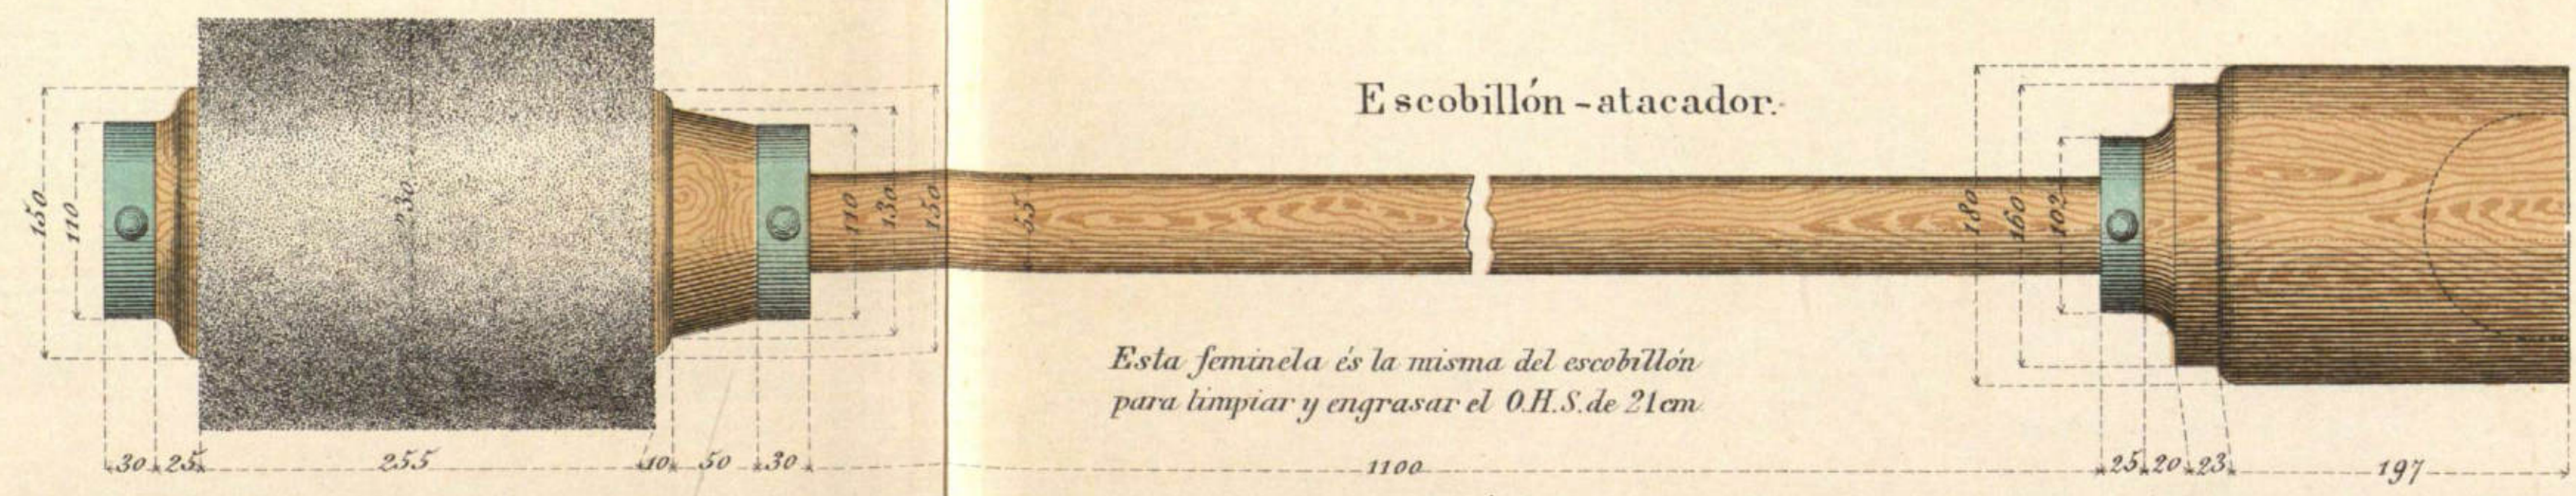 Escobillón-atacador.
150
110
230
110
130
150
55
180
160
102
Esta feminela és la misma del escobillón
para limpiar y engrasar el O.H.S. de 21cm
30 25 255 10 50 30 1100 25 20 23 197